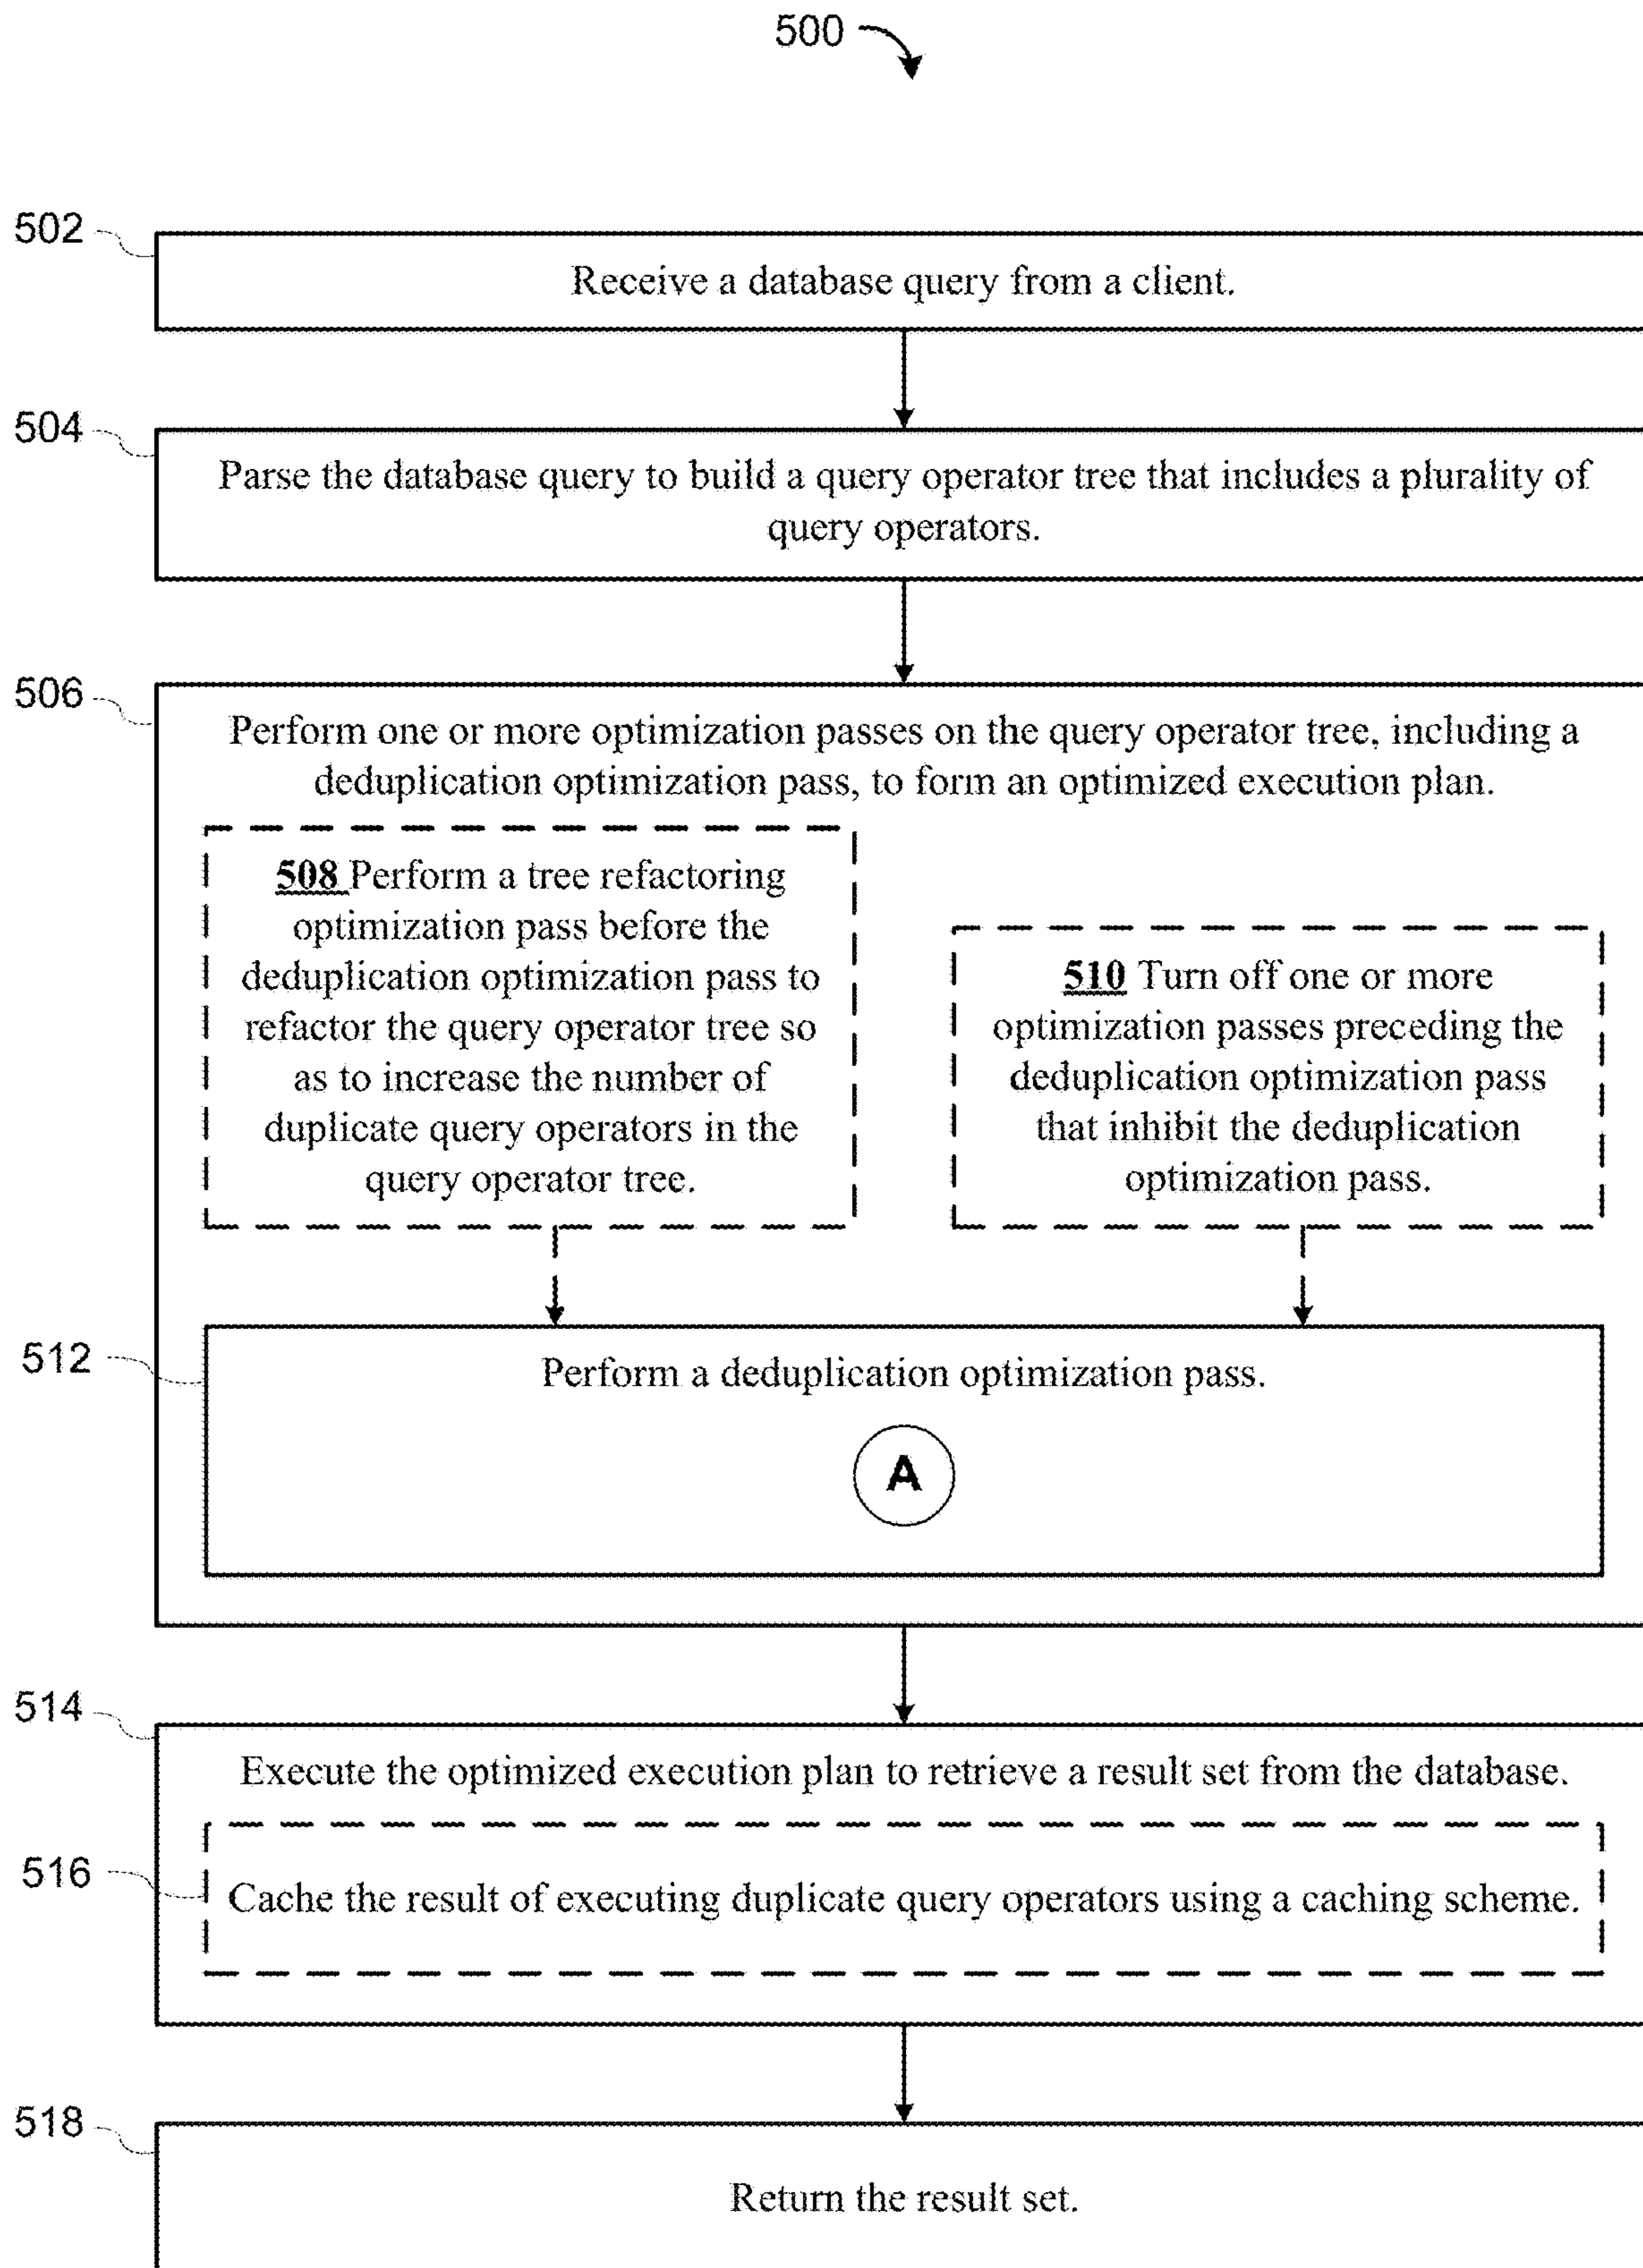 500
502
Receive a database query from a client.
504
Parse the database query to build a query operator tree that includes a plurality of
query operators.
506
Perform one or more optimization passes on the query operator tree, including a
deduplication optimization pass, to form an optimized execution plan.
508 Perform a tree refactoring
optimization pass before the
deduplication optimization pass to
refactor the query operator tree so
as to increase the number of
duplicate query operators in the
query operator tree.
510 Turn off one or more
optimization passes preceding the
deduplication optimization pass
that inhibit the deduplication
optimization pass.
512
Perform a deduplication optimization pass.
A
514
Execute the optimized execution plan to retrieve a result set from the database.
516
Cache the result of executing duplicate query operators using a caching scheme.
518
Return the result set.